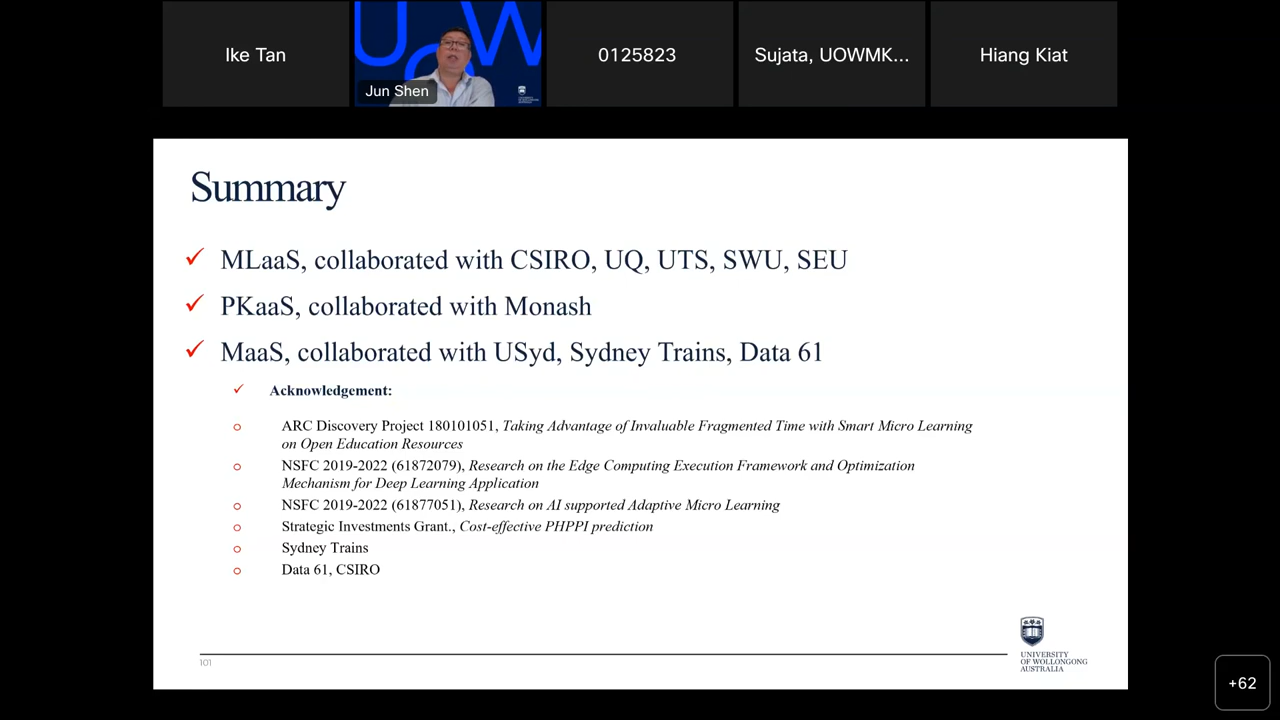 Ike Tan
UOW
Jun Shen
0125823
Sujata, UOWMK...
Hiang Kiat
Summary
✓ MLaaS, collaborated with CSIRO, UQ, UTS, SWU, SEU
✓ PKaaS, collaborated with Monash
✓ MaaS, collaborated with USyd, Sydney Trains, Data 61
✓ Acknowledgement:
o ARC Discovery Project 180101051, Taking Advantage of Invaluable Fragmented Time with Smart Micro Learning
on Open Education Resources
o NSFC 2019-2022 (61872079), Research on the Edge Computing Execution Framework and Optimization
Mechanism for Deep Learning Application
o NSFC 2019-2022 (61877051), Research on AI supported Adaptive Micro Learning
o Strategic Investments Grant., Cost-effective PHPPI prediction
o Sydney Trains
o Data 61, CSIRO
101
UNIVERSITY
OF WOLLONGONG
AUSTRALIA
+62